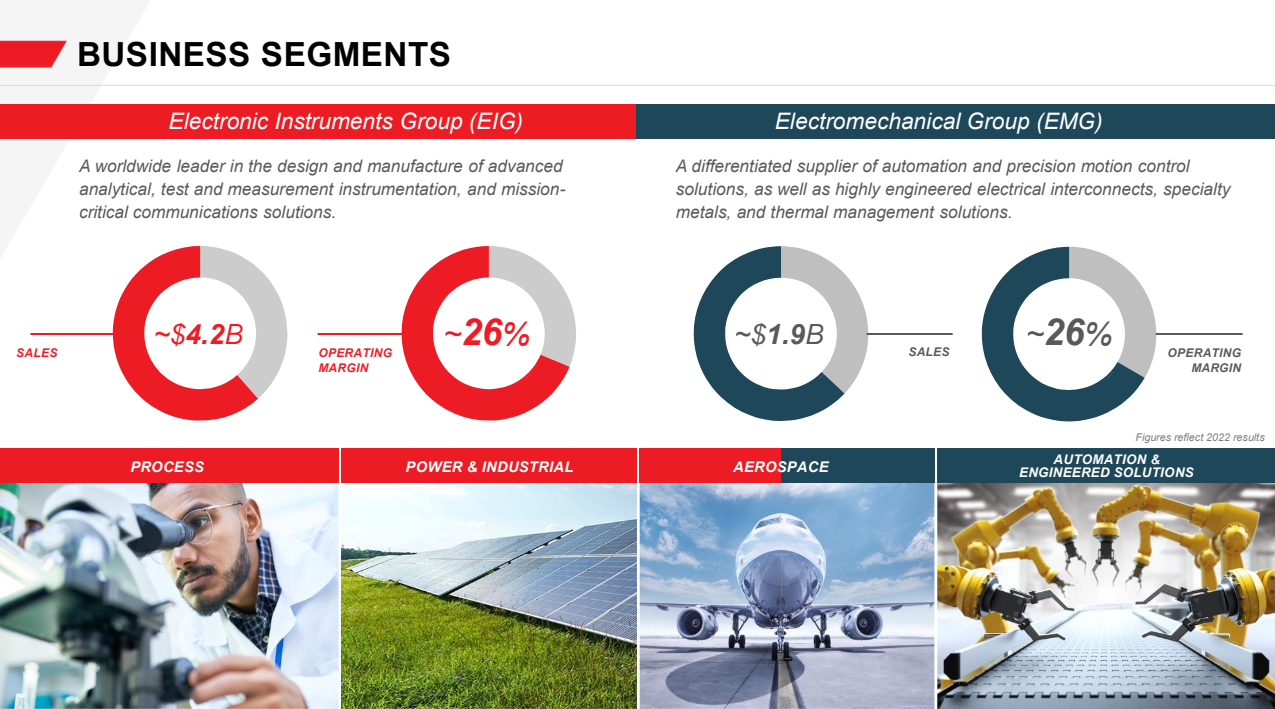 BUSINESS SEGMENTS
Electronic Instruments Group (EIG)
A worldwide leader in the design and manufacture of advanced
analytical, test and measurement instrumentation, and mission-
critical communications solutions.
~$4.2B
SALES
~26%
OPERATING
MARGIN
Electromechanical Group (EMG)
A differentiated supplier of automation and precision motion control
solutions, as well as highly engineered electrical interconnects, specialty
metals, and thermal management solutions.
~$1.9B
SALES
~26%
OPERATING
MARGIN
Figures reflect 2022 results
PROCESS
POWER & INDUSTRIAL
AEROSPACE
AUTOMATION &
ENGINEERED SOLUTIONS